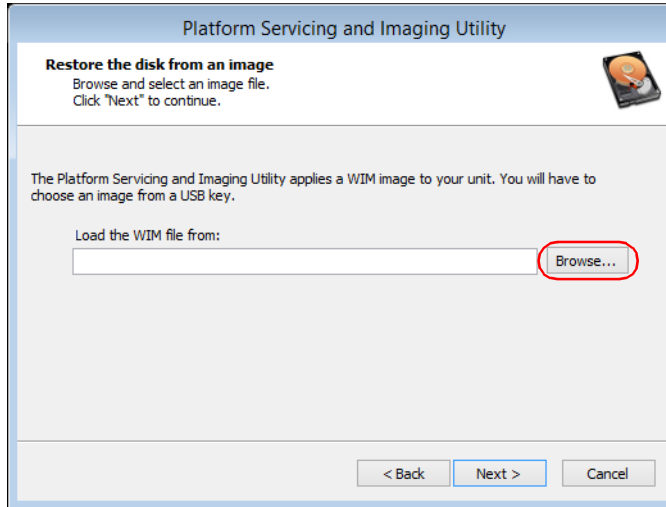 Platform Servicing and Imaging Utility
Restore the disk from an image
Browse and select an image file.
Click "Next" to continue.
The Platform Servicing and Imaging Utility applies a WIM image to your unit. You will have to
choose an image from a USB key.
Load the WIM file from:
Browse...
< Back Next > Cancel